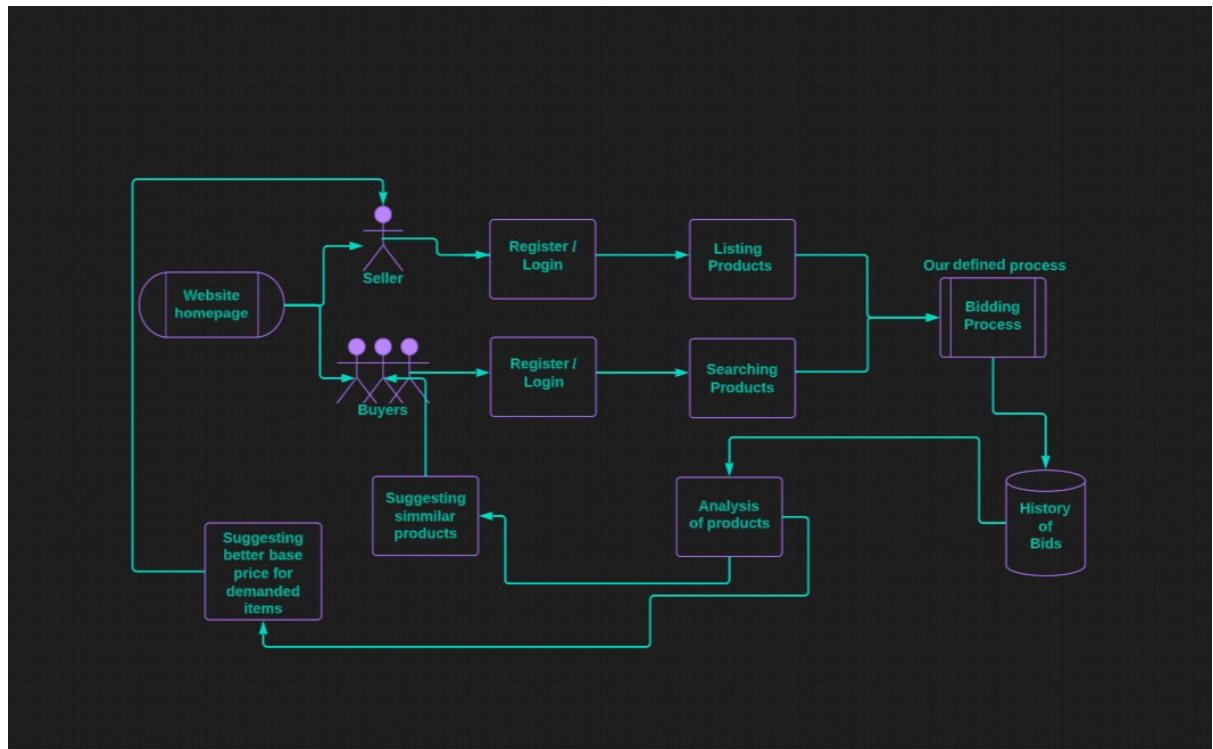 Register /
Login
Listing
Products
Our defined process
Seller
Website
homepage
Bidding
Process
Register /
Login
Searching
Products
Buyers
Suggesting
simmilar
products
Analysis
of products
History
of
Bids
Suggesting
better base
price for
demanded
items